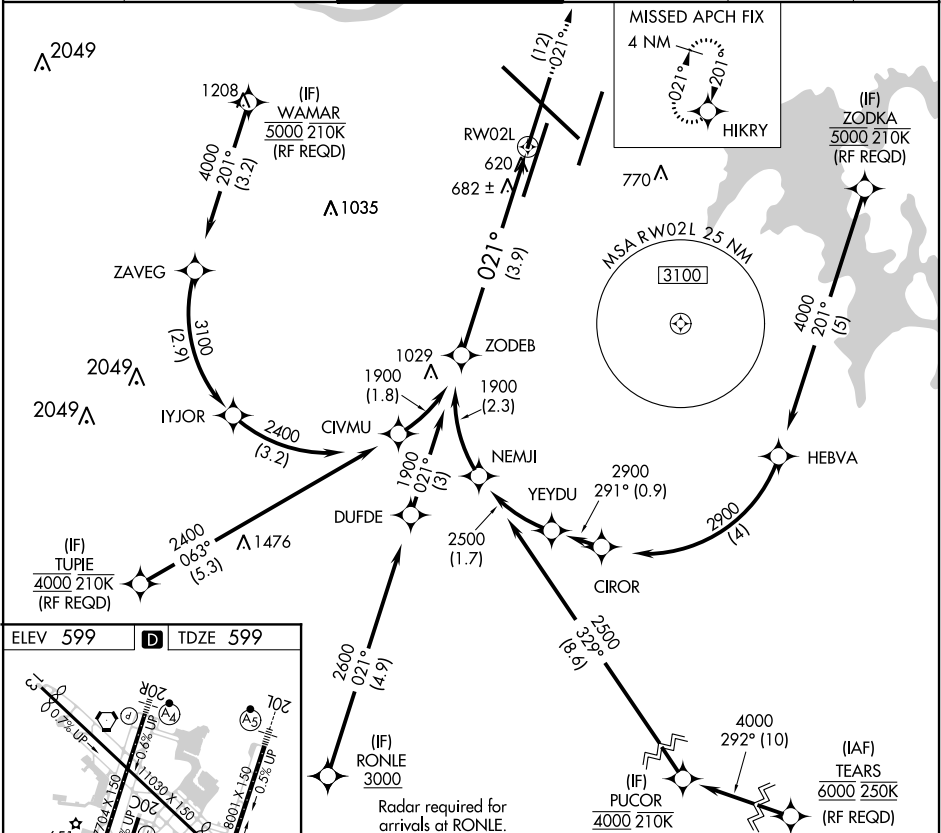 2049
1208
(IF)
WAMAR
5000 210K
(RF REQD)
4000
201°
(3.2)
1035
(12)
021°
RW02L
620
682 ±
MISSED APCH FIX
4 NM
021°
201°
HIKRY
770
(IF)
ZODKA
5000 210K
(RF REQD)
MSA RW02L 25 NM
3100
021°
(3.9)
4000
201°
(5)
ZAVEG
3100
(2.9)
2049
2049
IYJOR
2400
(3.2)
1029
ZODEB
1900
(1.8)
1900
(2.3)
CIVMU
NEMJI
1900
021°
(3)
DUFDE
YEYDU
2900
291° (0.9)
HEBVA
2900
(4)
2500
(1.7)
CIROR
(IF)
TUPIE
4000 210K
(RF REQD)
2400
063°
(5.3)
1476
2600
021°
(4.9)
2500
329°
(8.6)
(IF)
RONLE
3000
Radar required for
arrivals at RONLE.
(IF)
PUCOR
4000 210K
4000
292° (10)
(IAF)
TEARS
6000 250K
(RF REQD)
ELEV 599
D
TDZE 599
13
0.7% UP
20R
P
A4
0.6% UP
A5
20L
11030 X 150
0.5% UP
8001 X 150
20C